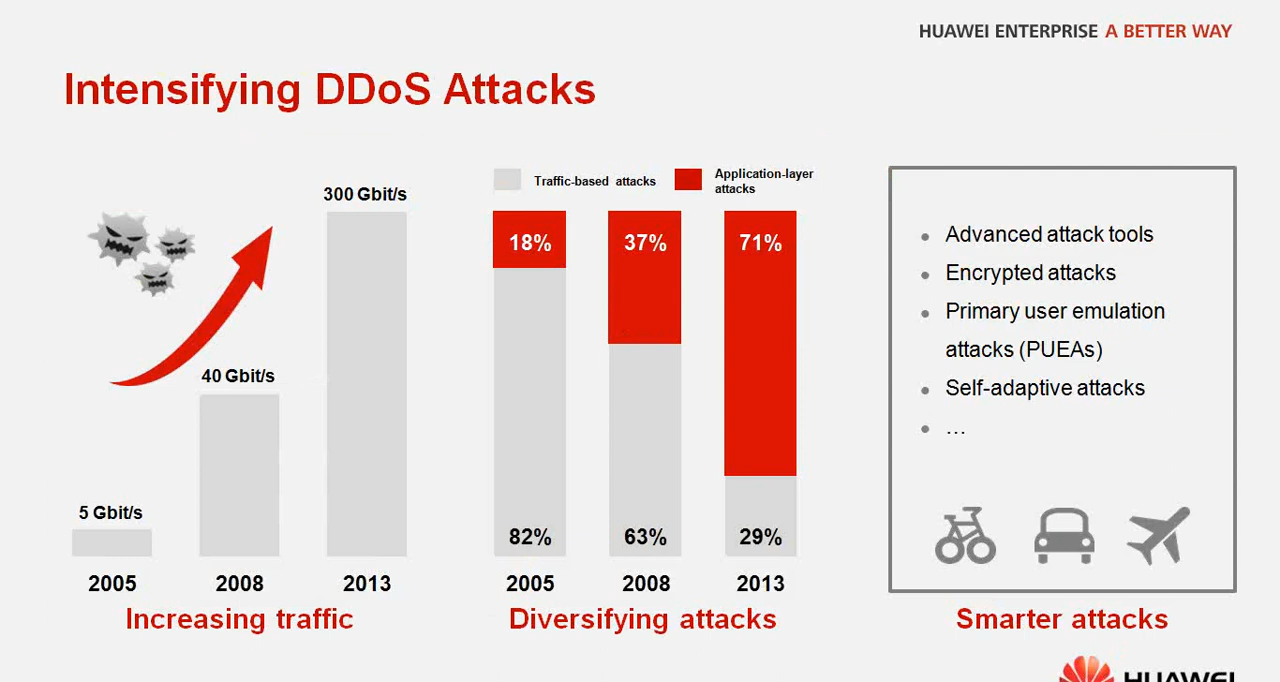 HUAWEI ENTERPRISE A BETTER WAY
Intensifying DDoS Attacks
300 Gbit/s
40 Gbit/s
5 Gbit/s
2005 2008 2013
Increasing traffic
Traffic-based attacks
Application-layer
attacks
18% 37% 71%
82% 63% 29%
2005 2008 2013
Diversifying attacks
• Advanced attack tools
• Encrypted attacks
• Primary user emulation
attacks (PUEAs)
• Self-adaptive attacks
• …
Smarter attacks
HUAWEI